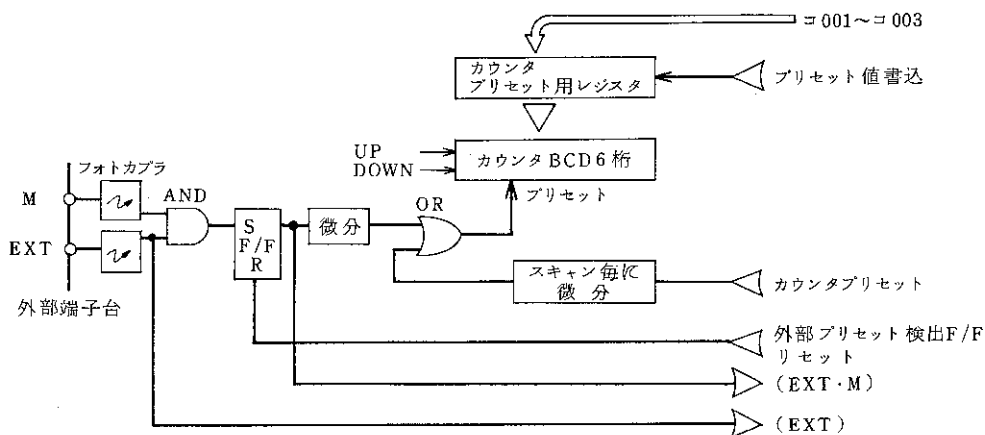 コ001～コ003
カウンタ
プリセット用レジスタ
プリセット値書込
UP
DOWN
カウンタBCD6桁
フォトカプラ
M
AND
OR
プリセット
S
F/F
R
微分
EXT
外部端子台
スキャン毎に
微分
カウンタプリセット
外部プリセット検出F/F
リセット
(EXT・M)
(EXT)